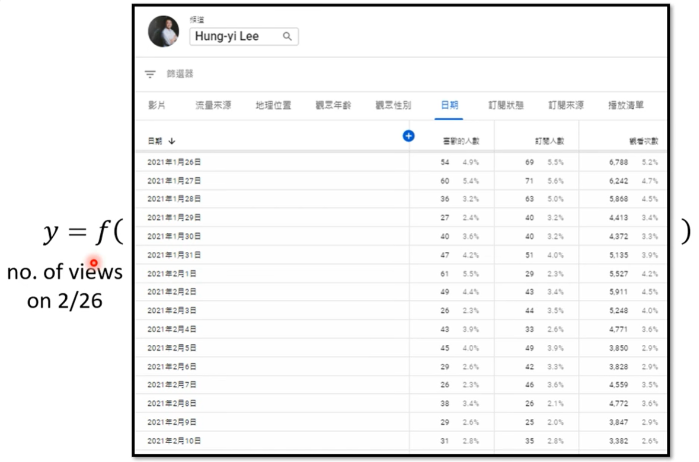 頻道
Hung-yi Lee
篩選器
影片 流量來源 地理位置 觀眾年齡 觀眾性別 日期 訂閱狀態 訂閱來源 播放清單
日期 ↓ 喜歡的人數 訂閱人數 觀看次數
2021年1月26日 54 4.9% 69 5.5% 6,788 5.2%
2021年1月27日 60 5.4% 71 5.6% 6,242 4.7%
2021年1月28日 36 3.2% 63 5.0% 5,868 4.5%
2021年1月29日 27 2.4% 40 3.2% 4,413 3.4%
2021年1月30日 40 3.6% 40 3.2% 4,372 3.3%
2021年1月31日 47 4.2% 51 4.0% 5,135 3.9%
2021年2月1日 61 5.5% 29 2.3% 5,527 4.2%
2021年2月2日 49 4.4% 43 3.4% 5,911 4.5%
2021年2月3日 26 2.3% 44 3.5% 5,248 4.0%
2021年2月4日 43 3.9% 33 2.6% 4,771 3.6%
2021年2月5日 45 4.0% 49 3.9% 3,850 2.9%
2021年2月6日 29 2.6% 42 3.3% 3,828 2.9%
2021年2月7日 26 2.3% 46 3.6% 4,559 3.5%
2021年2月8日 38 3.4% 26 2.1% 4,772 3.6%
2021年2月9日 29 2.6% 25 2.0% 3,847 2.9%
2021年2月10日 31 2.8% 35 2.8% 3,382 2.6%
y = f( )
no. of views
on 2/26